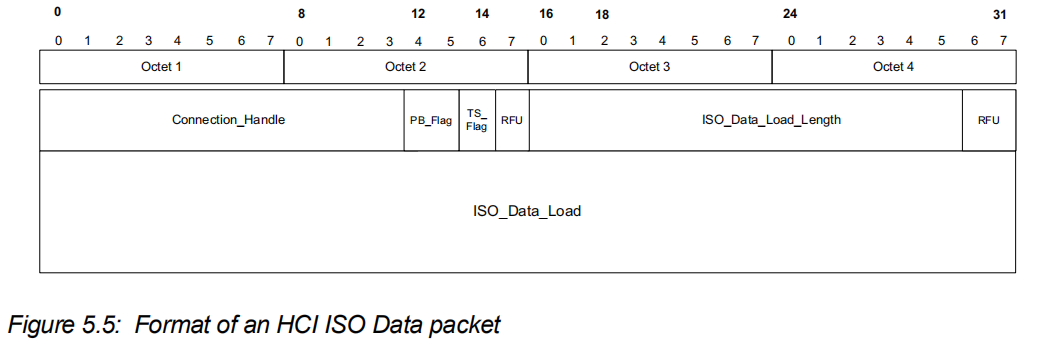 0 8 12 14 16 18 24 31
0 1 2 3 4 5 6 7 0 1 2 3 4 5 6 7 0 1 2 3 4 5 6 7 0 1 2 3 4 5 6 7
Octet 1 Octet 2 Octet 3 Octet 4
Connection_Handle PB_Flag TS_ Flag RFU ISO_Data_Load_Length RFU
ISO_Data_Load
Figure 5.5: Format of an HCI ISO Data packet